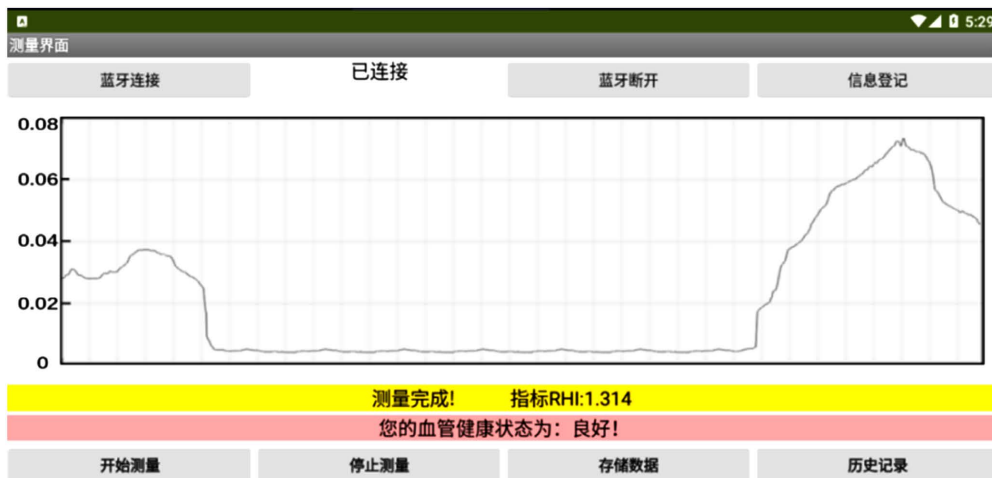 5:29
测量界面
蓝牙连接 已连接 蓝牙断开 信息登记
0.08
0.06
0.04
0.02
0
测量完成! 指标RHI:1.314
您的血管健康状态为：良好！
开始测量 停止测量 存储数据 历史记录